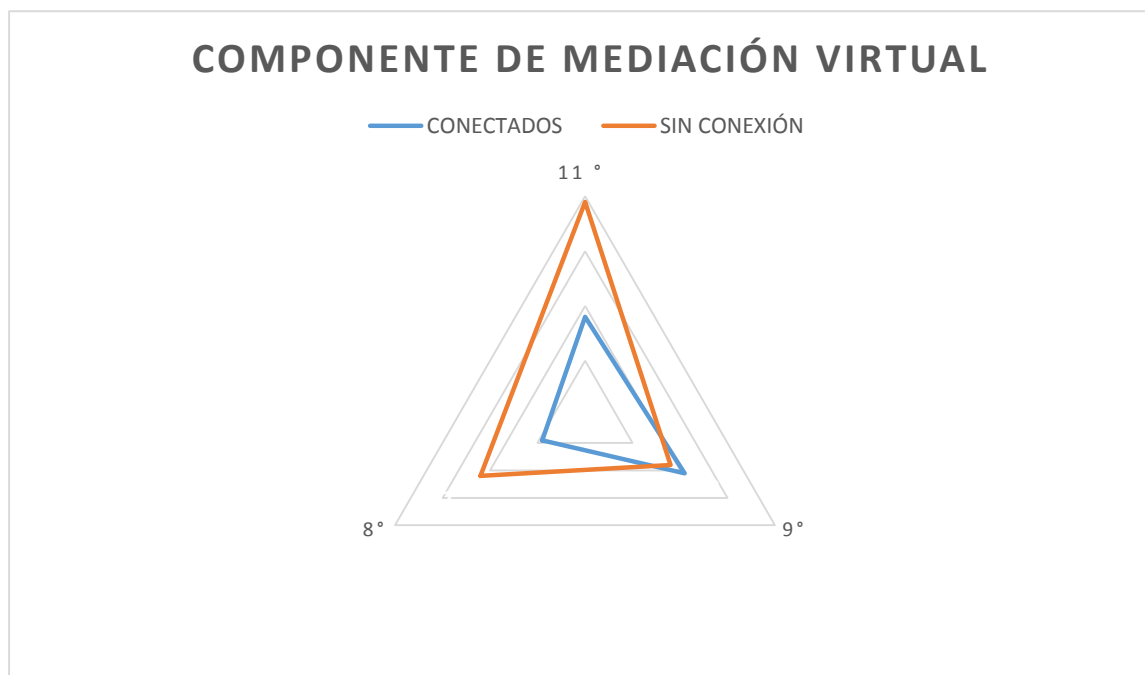 COMPONENTE DE MEDIACIÓN VIRTUAL
CONECTADOS SIN CONEXIÓN
11 °
8° 9°